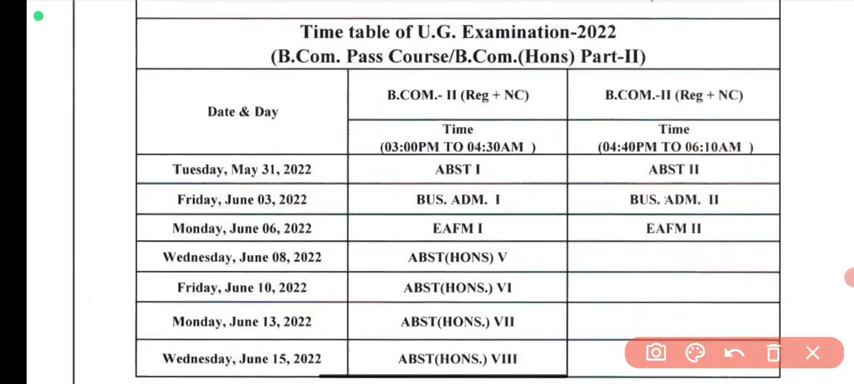 Time table of U.G. Examination-2022
(B.Com. Pass Course/B.Com.(Hons) Part-II)
Date & Day
B.COM.- II (Reg + NC)
B.COM.-II (Reg + NC)
Time
(03:00PM TO 04:30AM )
Time
(04:40PM TO 06:10AM )
Tuesday, May 31, 2022 ABST I ABST II
Friday, June 03, 2022 BUS. ADM. I BUS. ADM. II
Monday, June 06, 2022 EAFM I EAFM II
Wednesday, June 08, 2022 ABST(HONS) V
Friday, June 10, 2022 ABST(HONS.) VI
Monday, June 13, 2022 ABST(HONS.) VII
Wednesday, June 15, 2022 ABST(HONS.) VIII